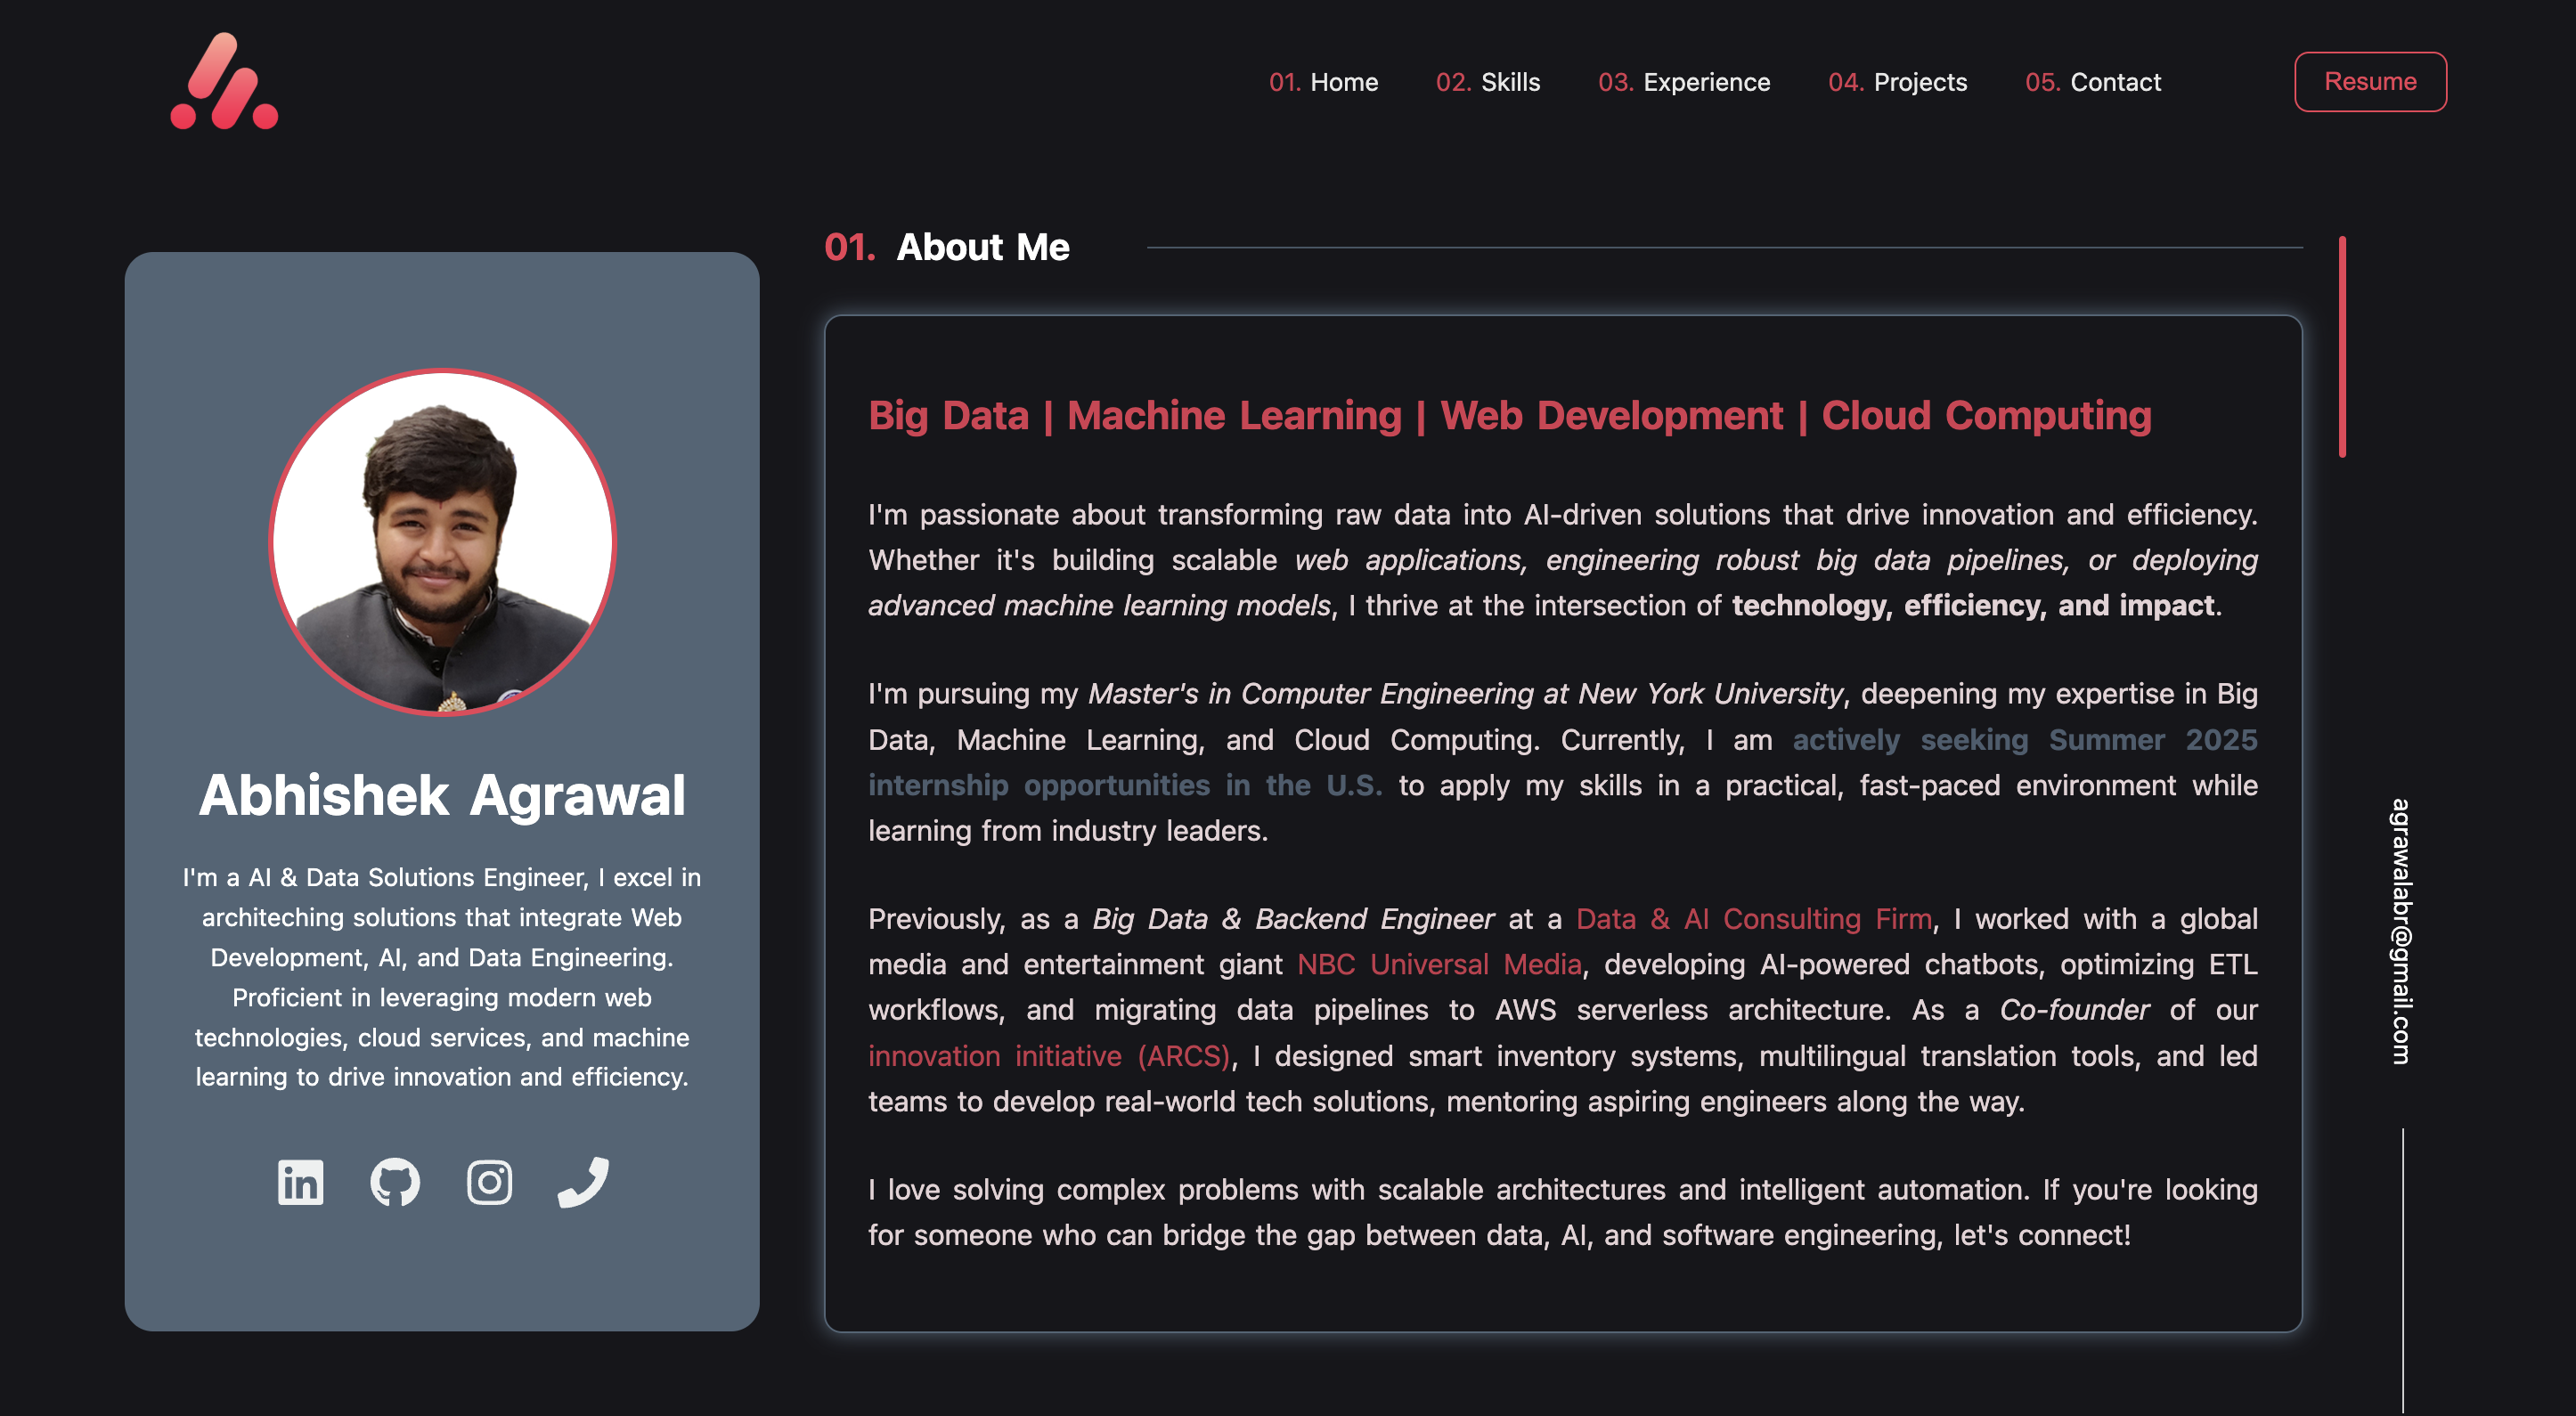 01. Home 02. Skills 03. Experience 04. Projects 05. Contact Resume
Abhishek Agrawal
I'm a AI & Data Solutions Engineer, I excel in
architeching solutions that integrate Web
Development, AI, and Data Engineering.
Proficient in leveraging modern web
technologies, cloud services, and machine
learning to drive innovation and efficiency.
in
01. About Me
Big Data | Machine Learning | Web Development | Cloud Computing
I'm passionate about transforming raw data into AI-driven solutions that drive innovation and efficiency.
Whether it's building scalable web applications, engineering robust big data pipelines, or deploying
advanced machine learning models, I thrive at the intersection of technology, efficiency, and impact.
I'm pursuing my Master's in Computer Engineering at New York University, deepening my expertise in Big
Data, Machine Learning, and Cloud Computing. Currently, I am actively seeking Summer 2025
internship opportunities in the U.S. to apply my skills in a practical, fast-paced environment while
learning from industry leaders.
Previously, as a Big Data & Backend Engineer at a Data & AI Consulting Firm, I worked with a global
media and entertainment giant NBC Universal Media, developing AI-powered chatbots, optimizing ETL
workflows, and migrating data pipelines to AWS serverless architecture. As a Co-founder of our
innovation initiative (ARCS), I designed smart inventory systems, multilingual translation tools, and led
teams to develop real-world tech solutions, mentoring aspiring engineers along the way.
I love solving complex problems with scalable architectures and intelligent automation. If you're looking
for someone who can bridge the gap between data, AI, and software engineering, let's connect!
agrawalabr@gmail.com